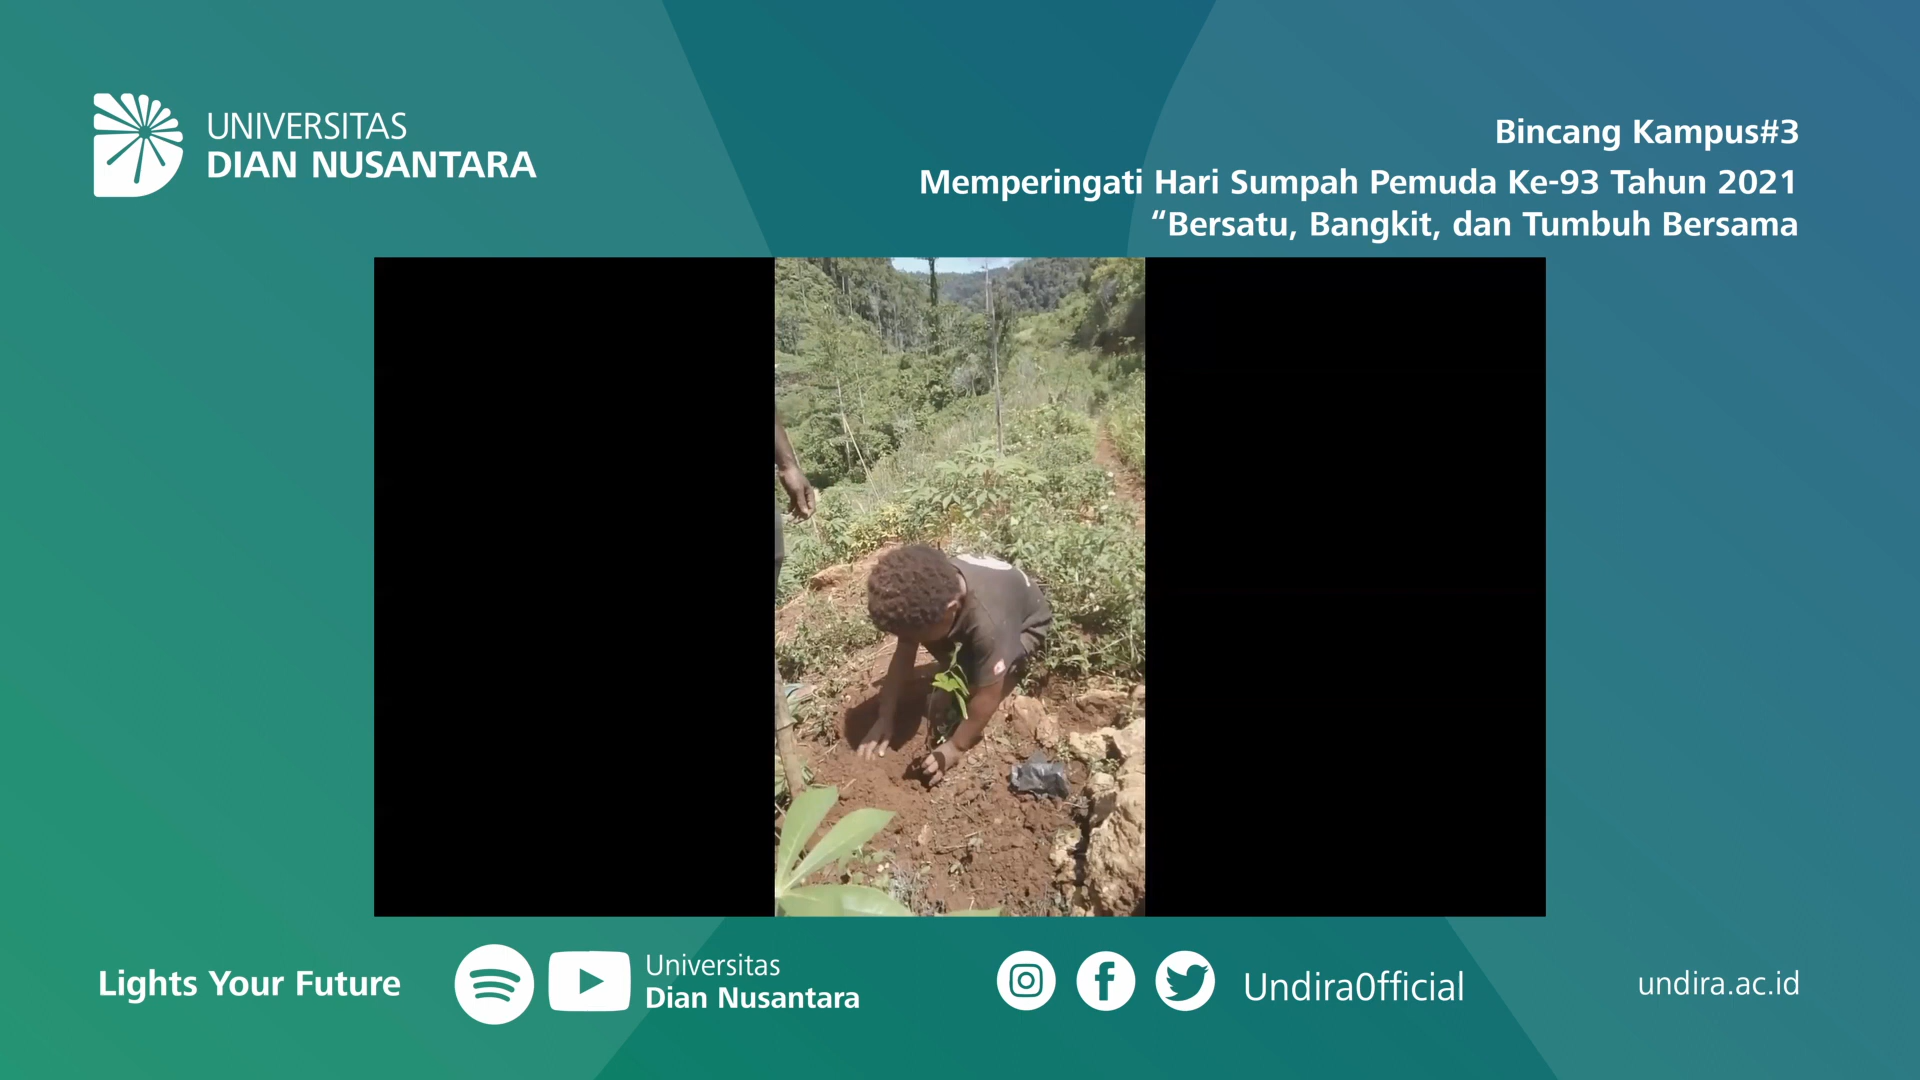 UNIVERSITAS
DIAN NUSANTARA
Bincang Kampus#3
Memperingati Hari Sumpah Pemuda Ke-93 Tahun 2021
“Bersatu, Bangkit, dan Tumbuh Bersama
Lights Your Future
Universitas
Dian Nusantara
Undira0fficial
undira.ac.id